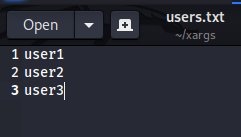 Open
users.txt
~/xargs
1 user1
2 user2
3 user3